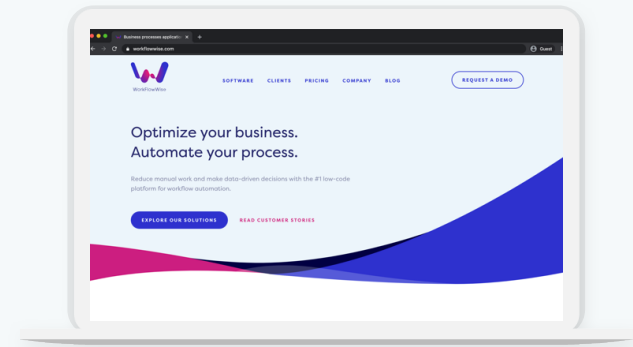 Business processes applicatio
workflowwise.com
Guest
WorkFlowWise
SOFTWARE CLIENTS PRICING COMPANY BLOG
REQUEST A DEMO
Optimize your business.
Automate your process.
Reduce manual work and make data-driven decisions with the #1 low-code
platform for workflow automation.
EXPLORE OUR SOLUTIONS READ CUSTOMER STORIES